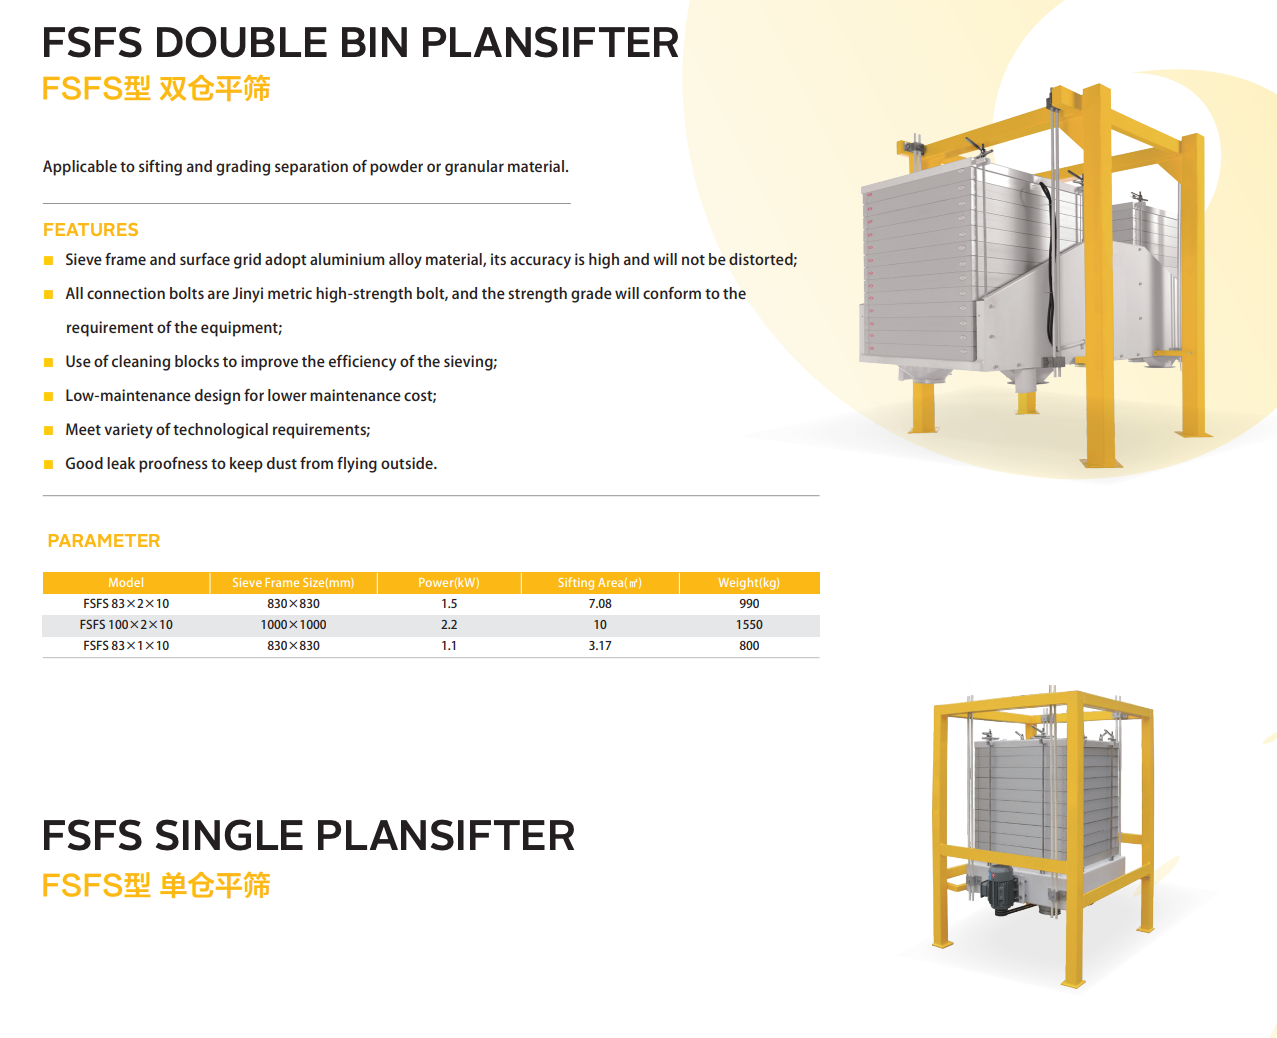 FSFS DOUBLE BIN PLANSIFTER
FSFS型 双仓平筛
Applicable to sifting and grading separation of powder or granular material.
FEATURES
Sieve frame and surface grid adopt aluminium alloy material, its accuracy is high and will not be distorted;
All connection bolts are Jinyi metric high-strength bolt, and the strength grade will conform to the
requirement of the equipment;
Use of cleaning blocks to improve the efficiency of the sieving;
Low-maintenance design for lower maintenance cost;
Meet variety of technological requirements;
Good leak proofness to keep dust from flying outside.
PARAMETER
Model Sieve Frame Size(mm) Power(kW) Sifting Area(㎡) Weight(kg)
FSFS 83×2×10 830×830 1.5 7.08 990
FSFS 100×2×10 1000×1000 2.2 10 1550
FSFS 83×1×10 830×830 1.1 3.17 800
FSFS SINGLE PLANSIFTER
FSFS型 单仓平筛